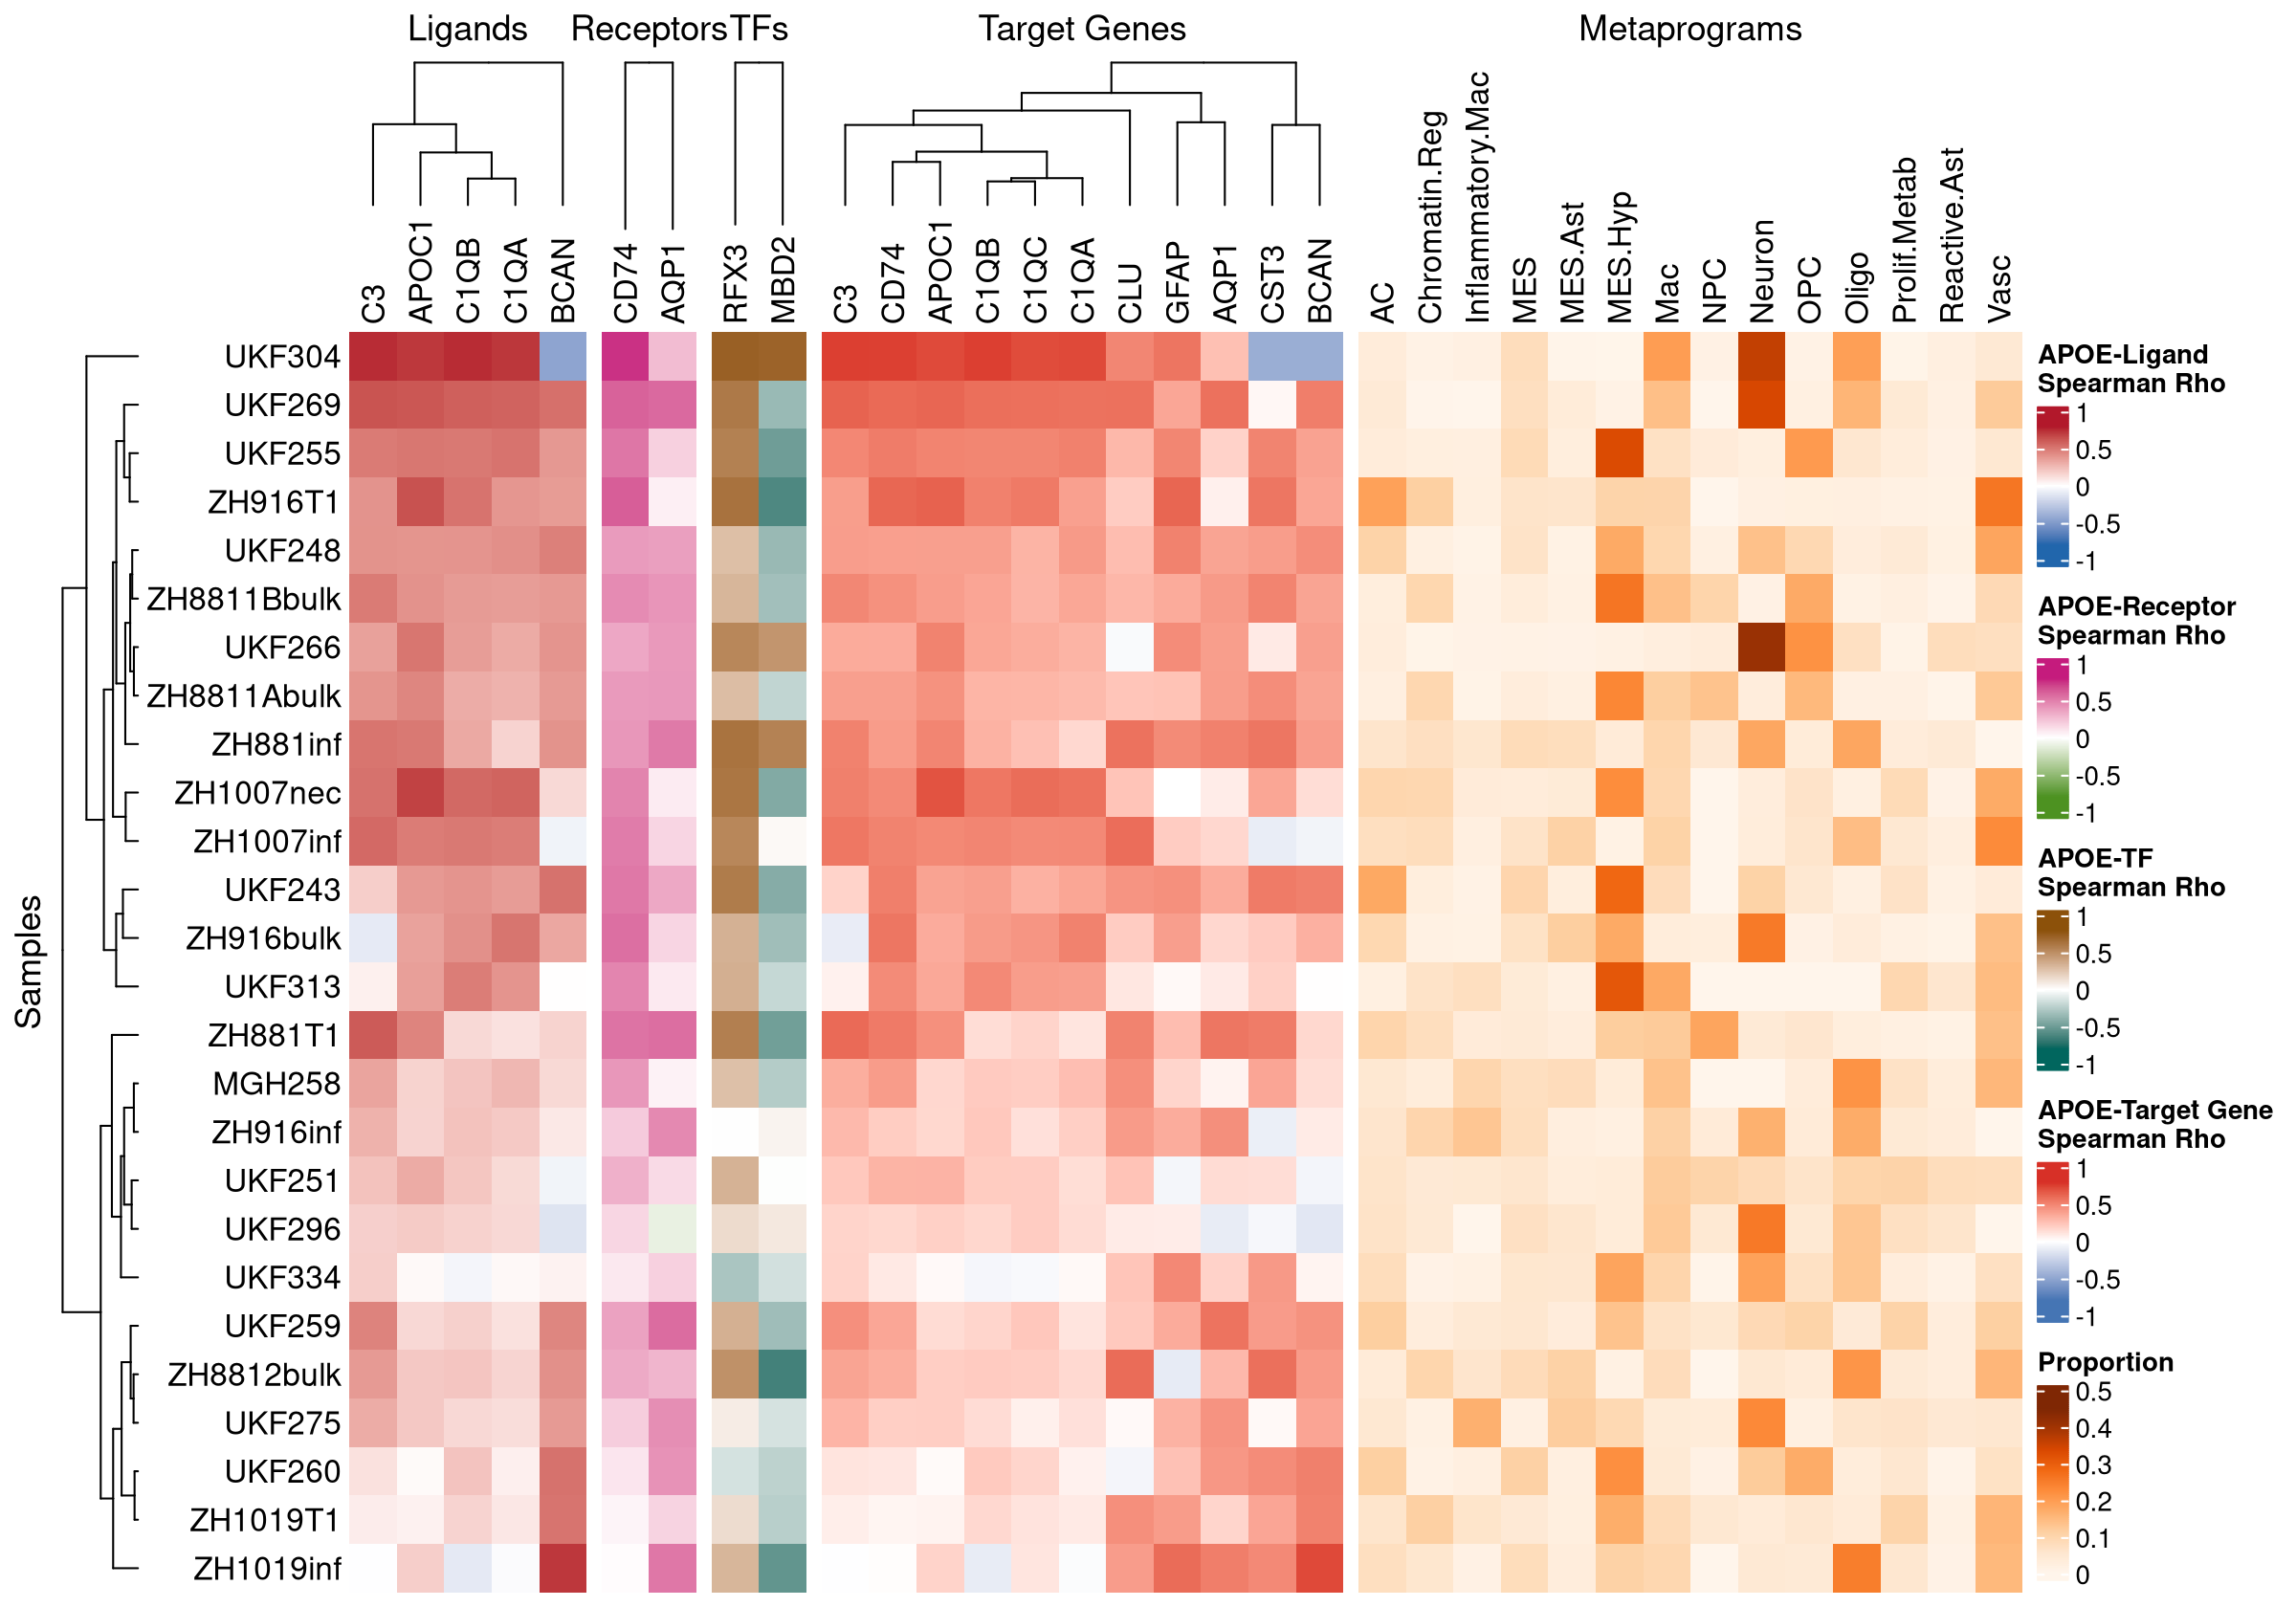 Ligands ReceptorsTFs Target Genes Metaprograms
C3 APOC1 C1QB C1QA BCAN CD74 AQP1 RFX3 MBD2 C3 CD74 APOC1 C1QB C1QC C1QA CLU GFAP AQP1 CST3 BCAN AC Chromatin.Reg Inflammatory.Mac MES MES.Ast MES.Hyp Mac NPC Neuron OPC Oligo Prolif.Metab Reactive.Ast Vasc
Samples
UKF304
UKF269
UKF255
ZH916T1
UKF248
ZH8811Bbulk
UKF266
ZH8811Abulk
ZH881inf
ZH1007nec
ZH1007inf
UKF243
ZH916bulk
UKF313
ZH881T1
MGH258
ZH916inf
UKF251
UKF296
UKF334
UKF259
ZH8812bulk
UKF275
UKF260
ZH1019T1
ZH1019inf
APOE-Ligand
Spearman Rho
1
0.5
0
-0.5
-1
APOE-Receptor
Spearman Rho
1
0.5
0
-0.5
-1
APOE-TF
Spearman Rho
1
0.5
0
-0.5
-1
APOE-Target Gene
Spearman Rho
1
0.5
0
-0.5
-1
Proportion
0.5
0.4
0.3
0.2
0.1
0